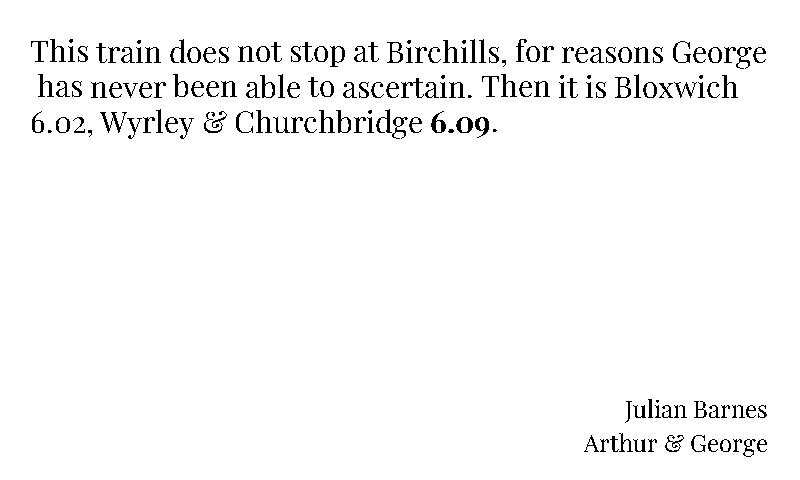 This train does not stop at Birchills, for reasons George
has never been able to ascertain. Then it is Bloxwich
6.02, Wyrley & Churchbridge 6.09.
Julian Barnes
Arthur & George